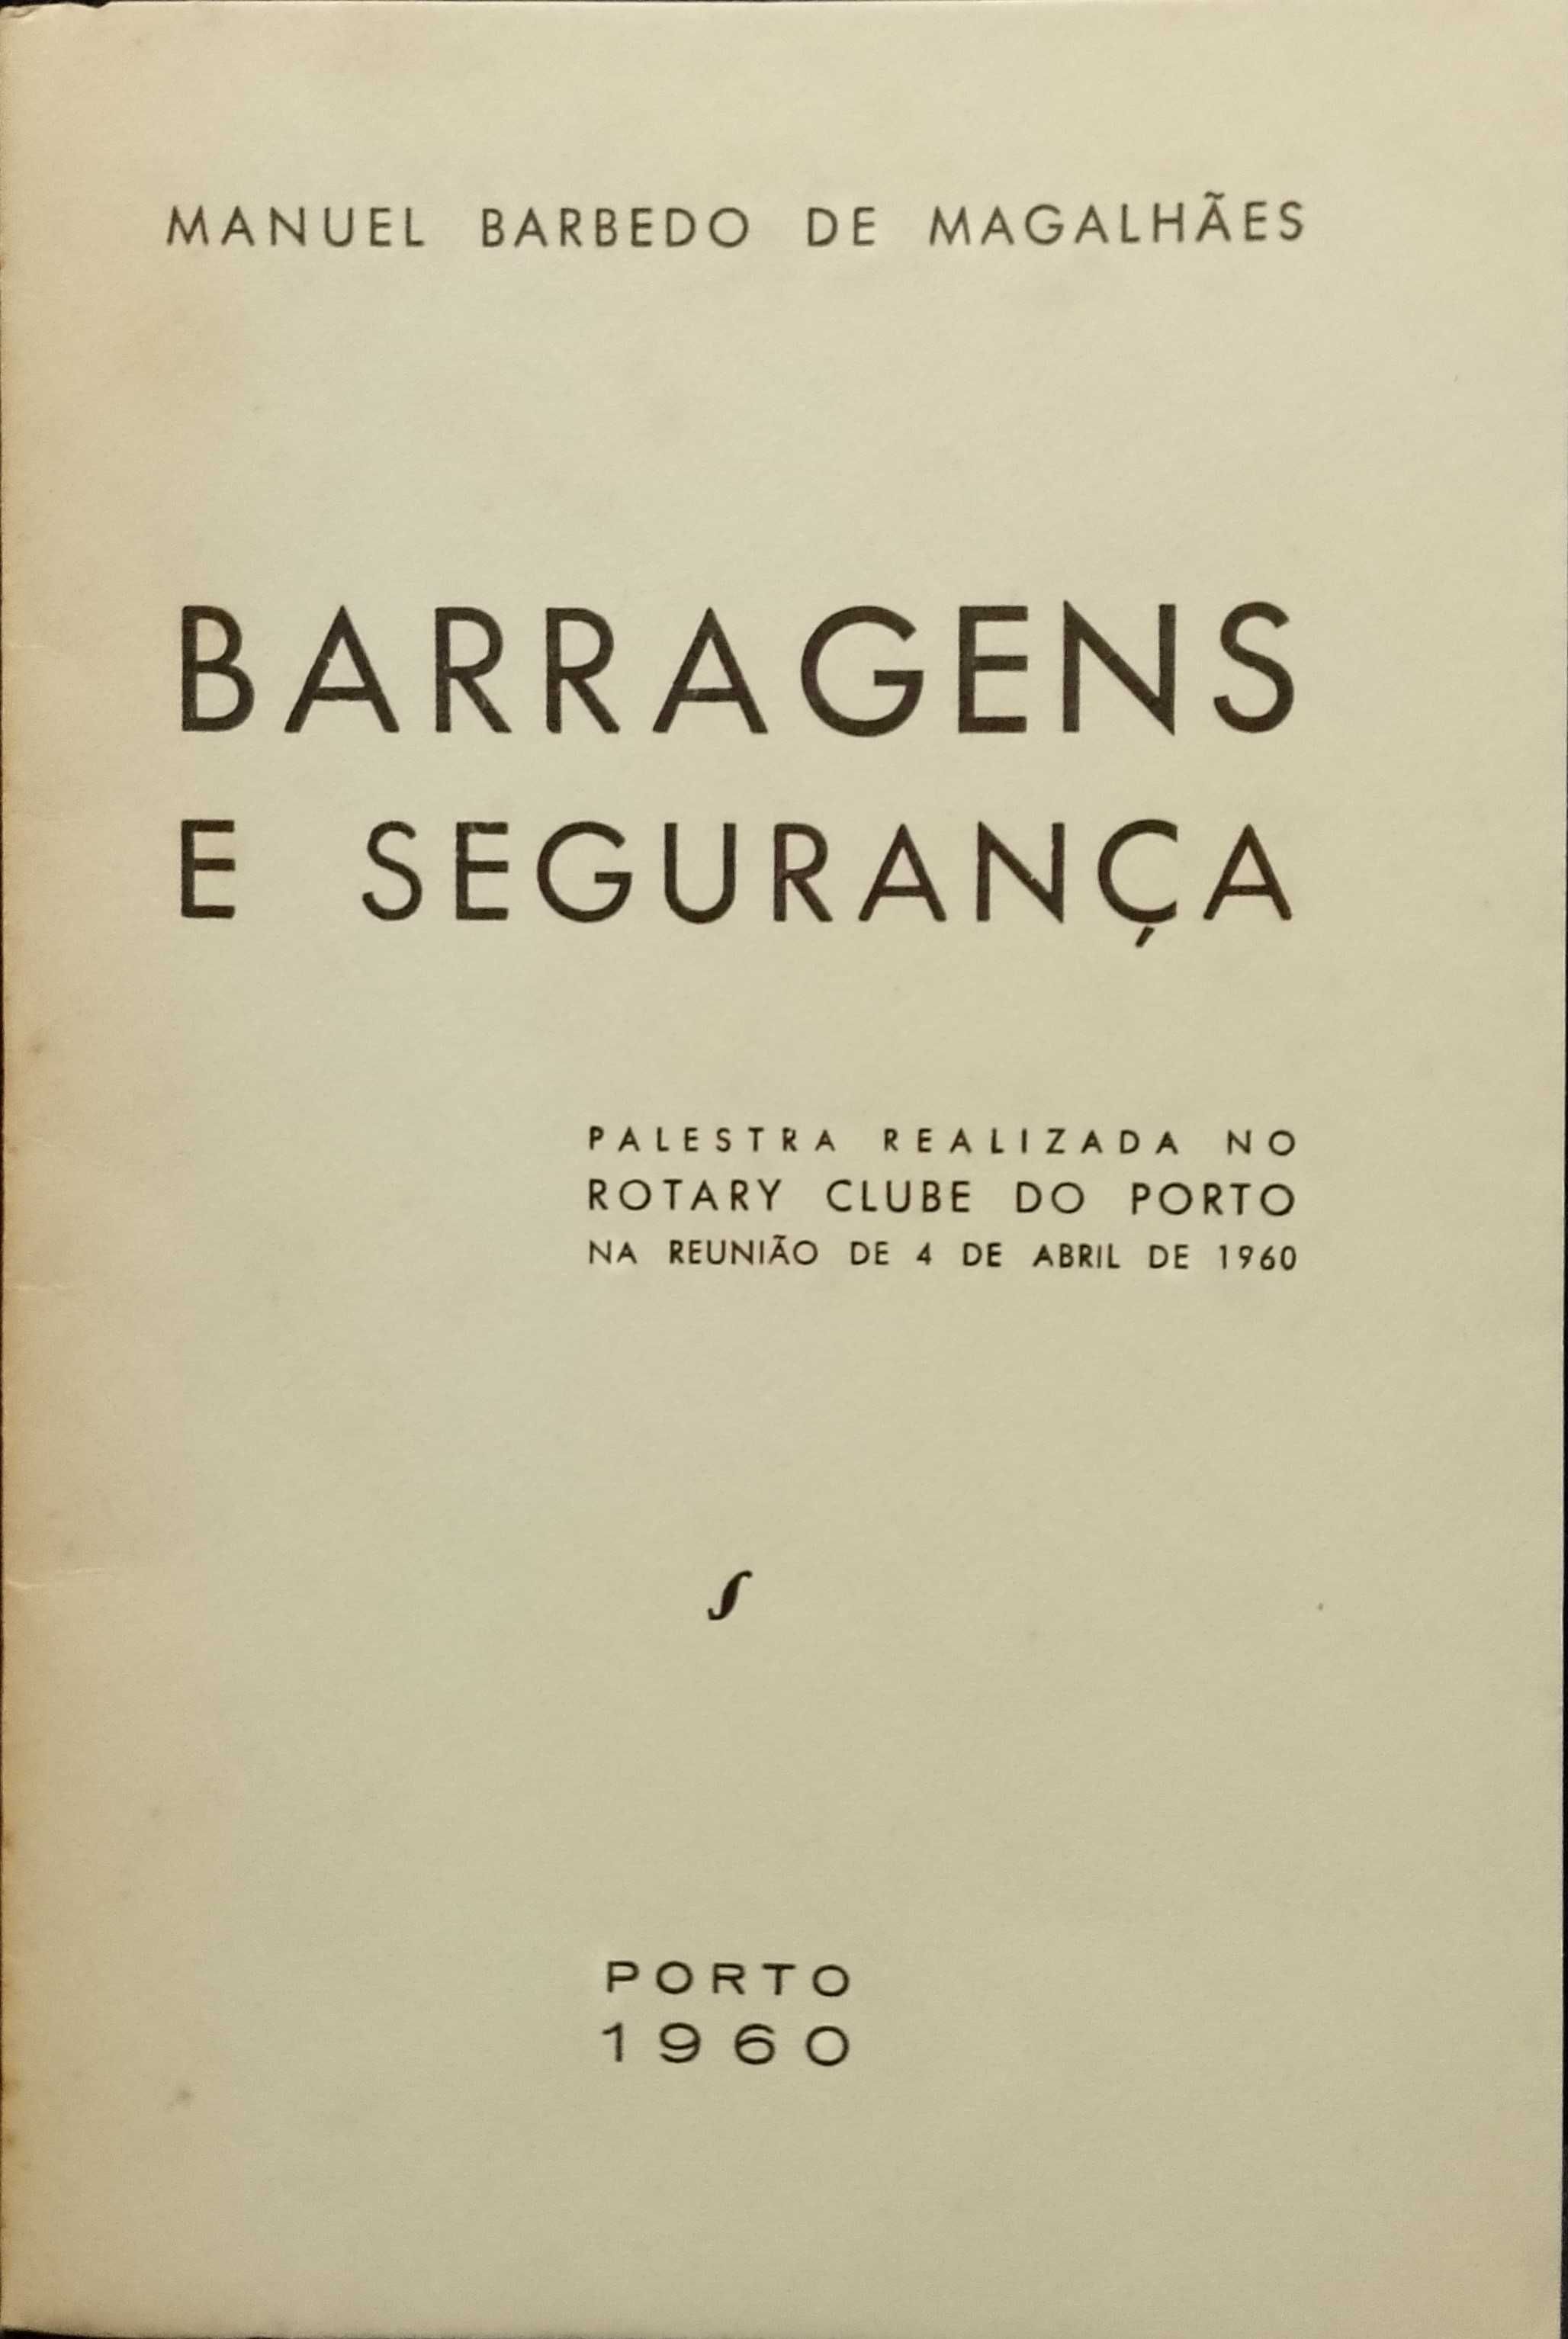 MANUEL BARBEDO DE MAGALHÃES
BARRAGENS
E SEGURANÇA
PALESTRA REALIZADA NO
ROTARY CLUBE DO PORTO
NA REUNIÃO DE 4 DE ABRIL DE 1960
PORTO
1960